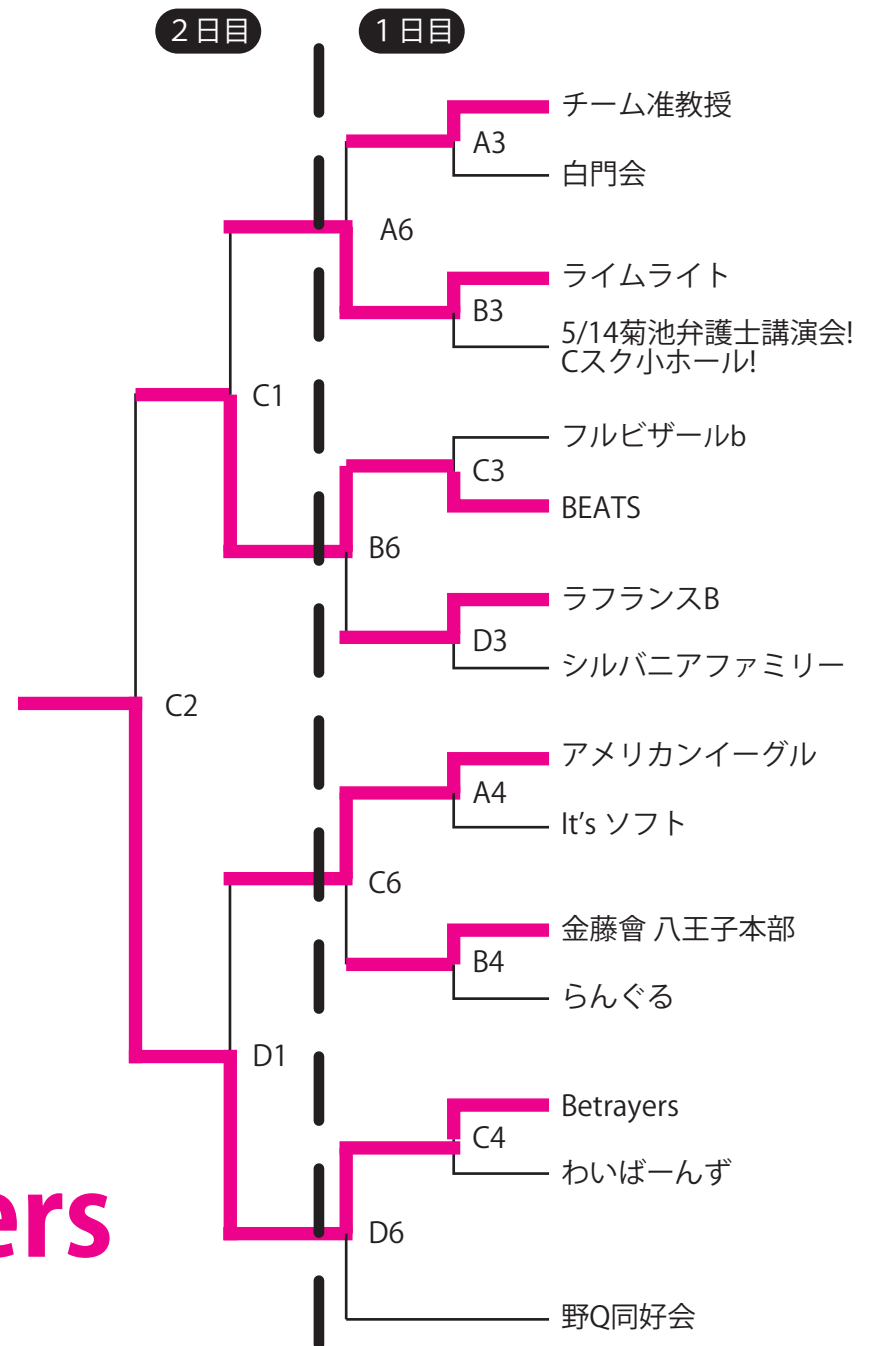 2日目
1日目
チーム准教授
A3
白門会
A6
ライムライト
B3
5/14菊池弁護士講演会!
Cスク小ホール!
C1
フルビザールb
C3
BEATS
B6
ラフランスB
D3
シルバニアファミリー
C2
アメリカンイーグル
A4
It's ソフト
C6
金藤會 八王子本部
B4
らんぐる
D1
Betrayers
C4
わいばーんず
ers
D6
野Q同好会